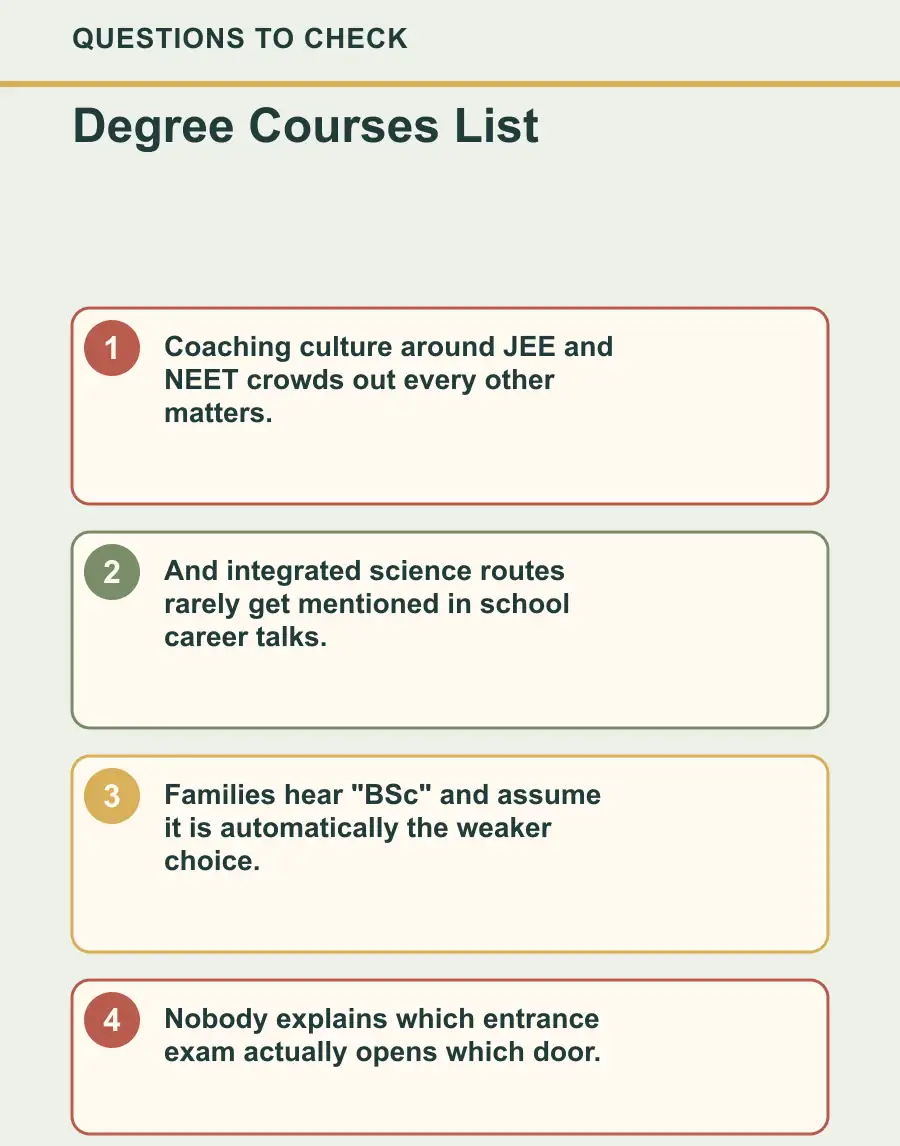 QUESTIONS TO CHECK
Degree Courses List
1
Coaching culture around JEE and
NEET crowds out every other
matters.
2
And integrated science routes
rarely get mentioned in school
career talks.
3
Families hear "BSc" and assume
it is automatically the weaker
choice.
4
Nobody explains which entrance
exam actually opens which door.